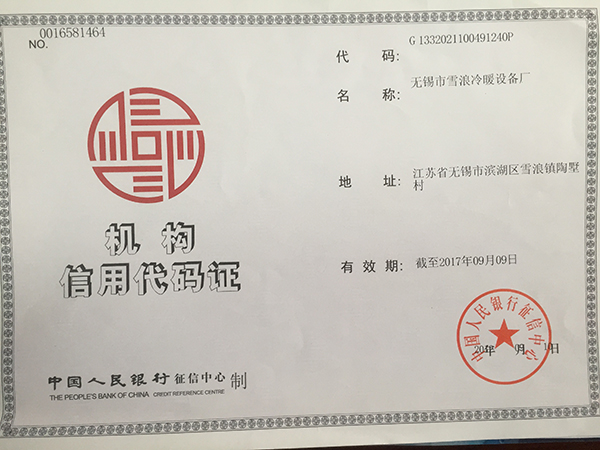 NO. 0016581464
代 码: G1332021100491240P
名 称: 无锡市雪浪冷暖设备厂
地 址: 江苏省无锡市滨湖区雪浪镇陶墅
村
有 效 期: 截至2017年09月09日
机 构
信用代码证
中国人民银行征信中心
年 月 日
中国人民银行征信中心 制
THE PEOPLE'S BANK OF CHINA CREDIT REFERENCE CENTRE